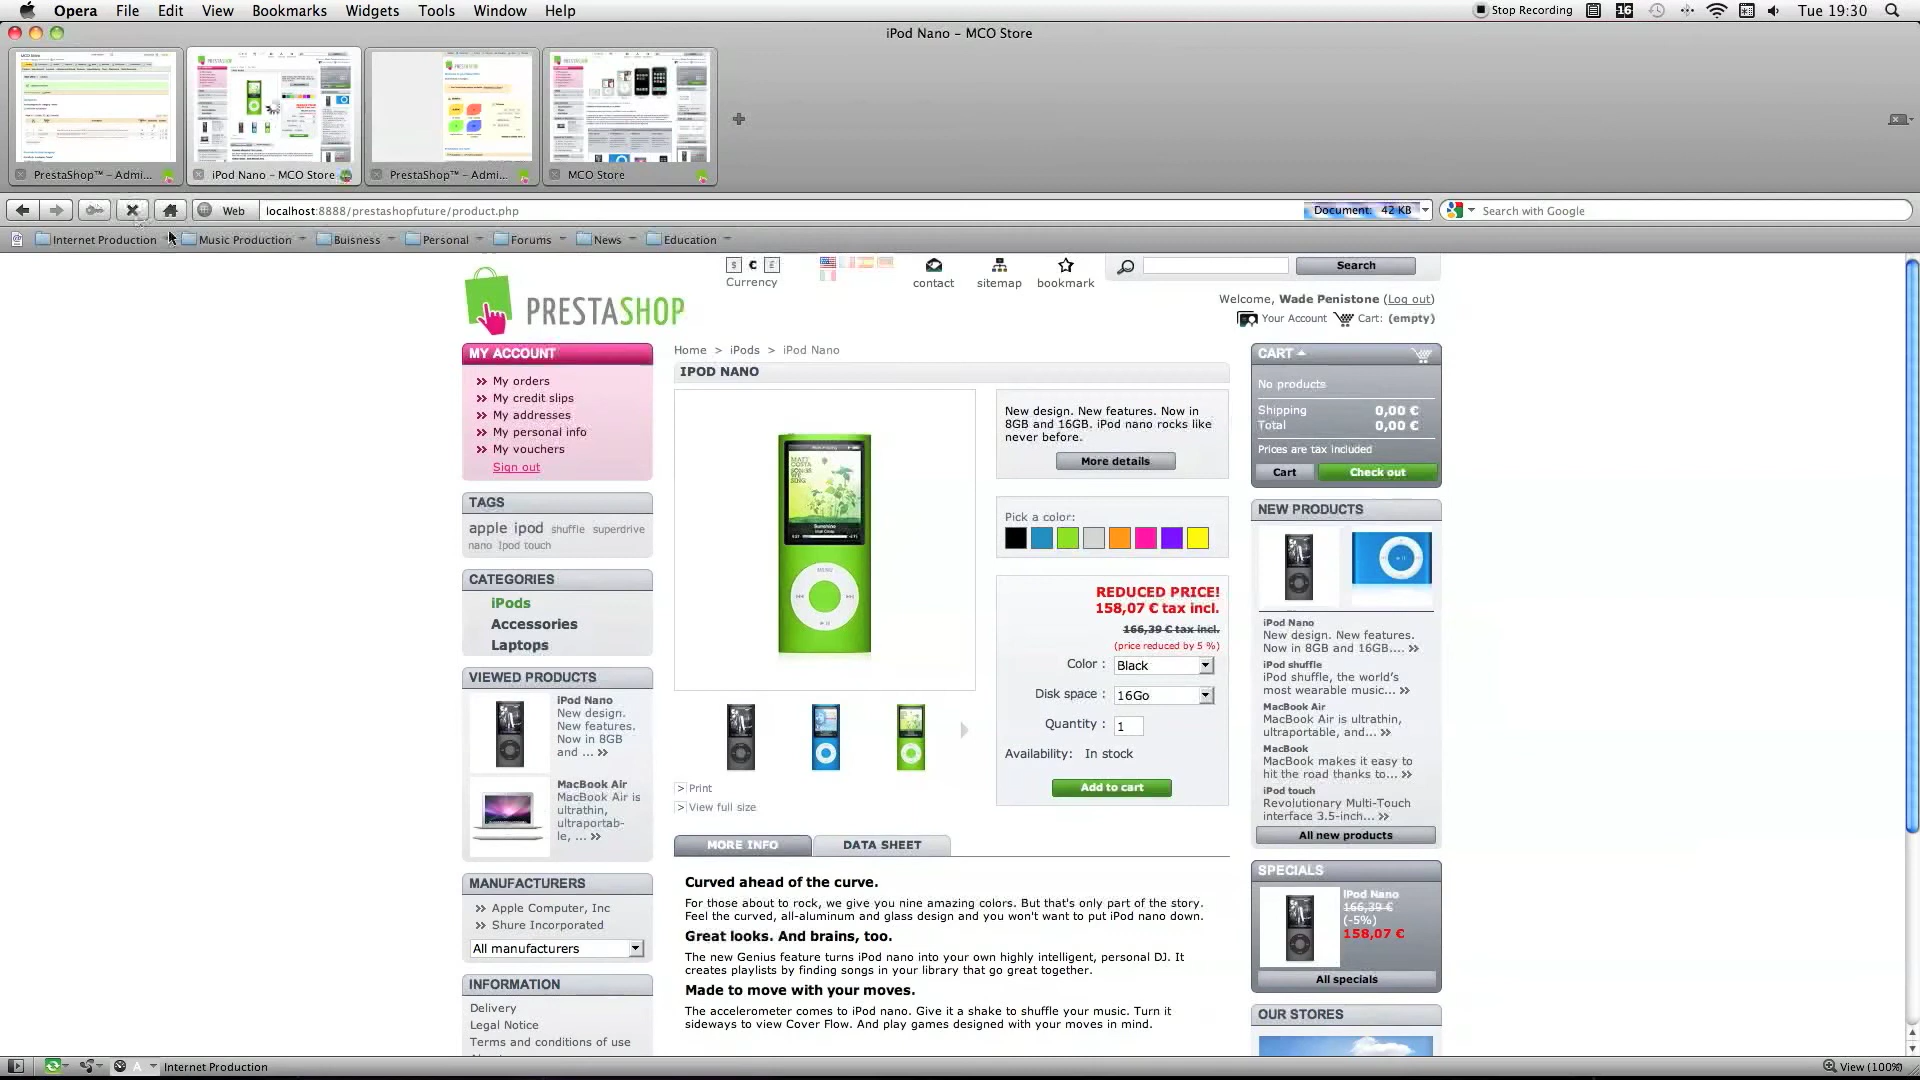 Opera File Edit View Bookmarks Widgets Tools Window Help
Stop Recording 16 Tue 19:30
iPod Nano – MCO Store
PrestaShop™ – Admi...
iPod Nano – MCO Store
PrestaShop™ – Admi...
MCO Store
Web localhost:8888/prestashopfuture/product.php Document: 42 KB Search with Google
Internet Production Music Production Buisness Personal Forums News Education
PRESTASHOP
$ € £
Currency
contact sitemap bookmark
Search
Welcome, Wade Penistone (Log out)
Your Account Cart: (empty)
MY ACCOUNT
My orders
My credit slips
My addresses
My personal info
My vouchers
Sign out
TAGS
apple ipod shuffle superdrive
nano Ipod touch
CATEGORIES
iPods
Accessories
Laptops
VIEWED PRODUCTS
iPod Nano
New design.
New features.
Now in 8GB
and ... »
MacBook Air
MacBook Air is
ultrathin,
ultraportab-
le, ... »
MANUFACTURERS
Apple Computer, Inc
Shure Incorporated
All manufacturers
INFORMATION
Delivery
Legal Notice
Terms and conditions of use
Home > iPods > iPod Nano
IPOD NANO
MATT
COSTA
SONGS
WE
SING
Sunshine
MENU
> Print
> View full size
New design. New features. Now in
8GB and 16GB. iPod nano rocks like
never before.
More details
Pick a color:
REDUCED PRICE!
158,07 € tax incl.
166,39 € tax incl.
(price reduced by 5 %)
Color : Black
Disk space : 16Go
Quantity : 1
Availability: In stock
Add to cart
MORE INFO DATA SHEET
Curved ahead of the curve.
For those about to rock, we give you nine amazing colors. But that's only part of the story.
Feel the curved, all-aluminum and glass design and you won't want to put iPod nano down.
Great looks. And brains, too.
The new Genius feature turns iPod nano into your own highly intelligent, personal DJ. It
creates playlists by finding songs in your library that go great together.
Made to move with your moves.
The accelerometer comes to iPod nano. Give it a shake to shuffle your music. Turn it
sideways to view Cover Flow. And play games designed with your moves in mind.
CART
No products
Shipping 0,00 €
Total 0,00 €
Prices are tax included
Cart Check out
NEW PRODUCTS
iPod Nano
New design. New features.
Now in 8GB and 16GB.... »
iPod shuffle
iPod shuffle, the world's
most wearable music... »
MacBook Air
MacBook Air is ultrathin,
ultraportable, and... »
MacBook
MacBook makes it easy to
hit the road thanks to... »
iPod touch
Revolutionary Multi-Touch
interface 3.5-inch... »
All new products
SPECIALS
iPod Nano
166,39 €
(-5%)
158,07 €
All specials
OUR STORES
Internet Production View (100%)